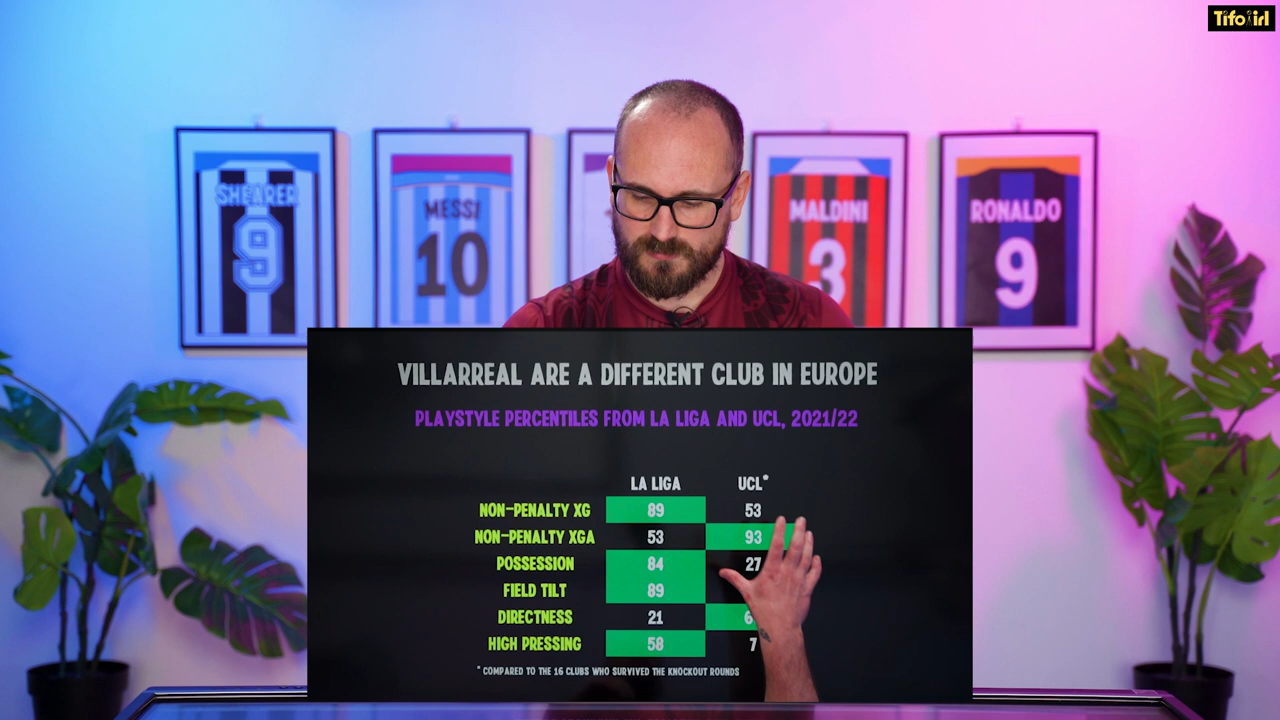 Tifo irl
SHEARER
9
MESSI
10
MALDINI
3
RONALDO
9
VILLARREAL ARE A DIFFERENT CLUB IN EUROPE
PLAYSTYLE PERCENTILES FROM LA LIGA AND UCL, 2021/22
LA LIGA UCL*
NON-PENALTY XG 89 53
NON-PENALTY XGA 53 93
POSSESSION 84 27
FIELD TILT 89
DIRECTNESS 21
HIGH PRESSING 58 7
* COMPARED TO THE 16 CLUBS WHO SURVIVED THE KNOCKOUT ROUNDS